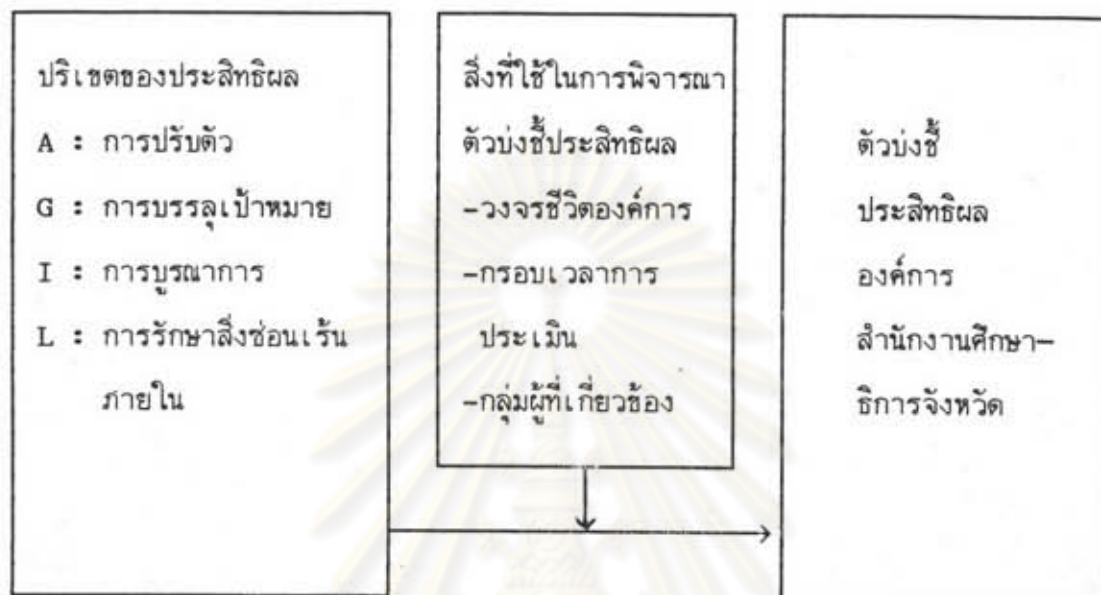 ปริเขตของประสิทธิผล
A : การปรับตัว
G : การบรรลุเป้าหมาย
I : การบูรณาการ
L : การรักษาสิ่งซ่อนเร้น
ภายใน
สิ่งที่ใช้ในการพิจารณา
ตัวบ่งชี้ประสิทธิผล
-วงจรชีวิตองค์การ
-กรอบเวลาการ
ประเมิน
-กลุ่มผู้ที่เกี่ยวข้อง
ตัวบ่งชี้
ประสิทธิผล
องค์การ
สำนักงานศึกษา-
ธิการจังหวัด